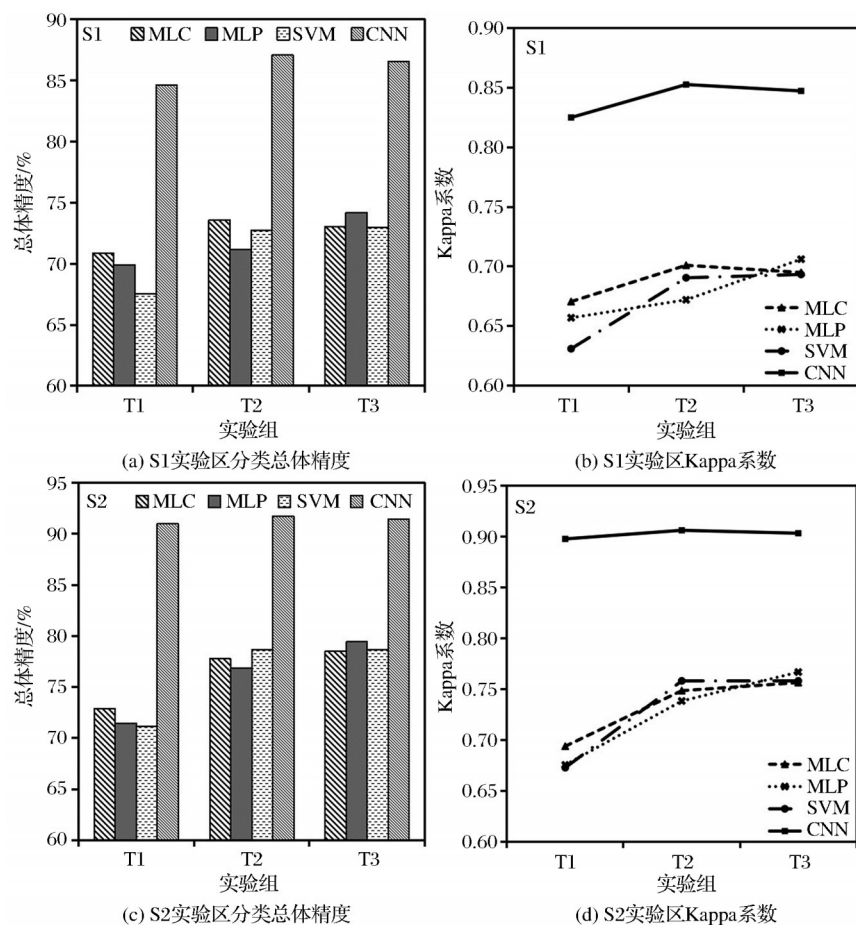 90
S1 MLC MLP SVM CNN
85
80
75
70
65
60
总体精度/%
T1 T2 T3
实验组
(a) S1实验区分类总体精度
0.90
S1
0.85
0.80
0.75
0.70
0.65
0.60
Kappa系数
MLC
MLP
SVM
CNN
T1 T2 T3
实验组
(b) S1实验区Kappa系数
95
S2 MLC MLP SVM CNN
90
85
80
75
70
65
60
总体精度/%
T1 T2 T3
实验组
(c) S2实验区分类总体精度
0.95
S2
0.90
0.85
0.80
0.75
0.70
0.65
0.60
Kappa系数
MLC
MLP
SVM
CNN
T1 T2 T3
实验组
(d) S2实验区Kappa系数